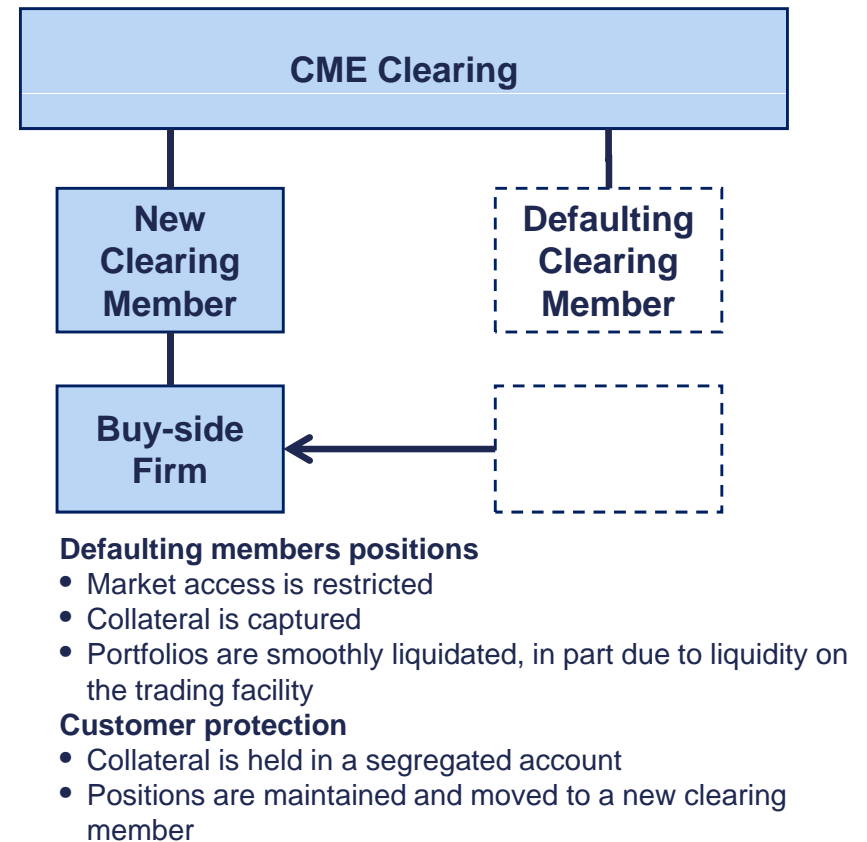 CME Clearing
New
Clearing
Member
Defaulting
Clearing
Member
Buy-side
Firm
Defaulting members positions
• Market access is restricted
• Collateral is captured
• Portfolios are smoothly liquidated, in part due to liquidity on
the trading facility
Customer protection
• Collateral is held in a segregated account
• Positions are maintained and moved to a new clearing
member